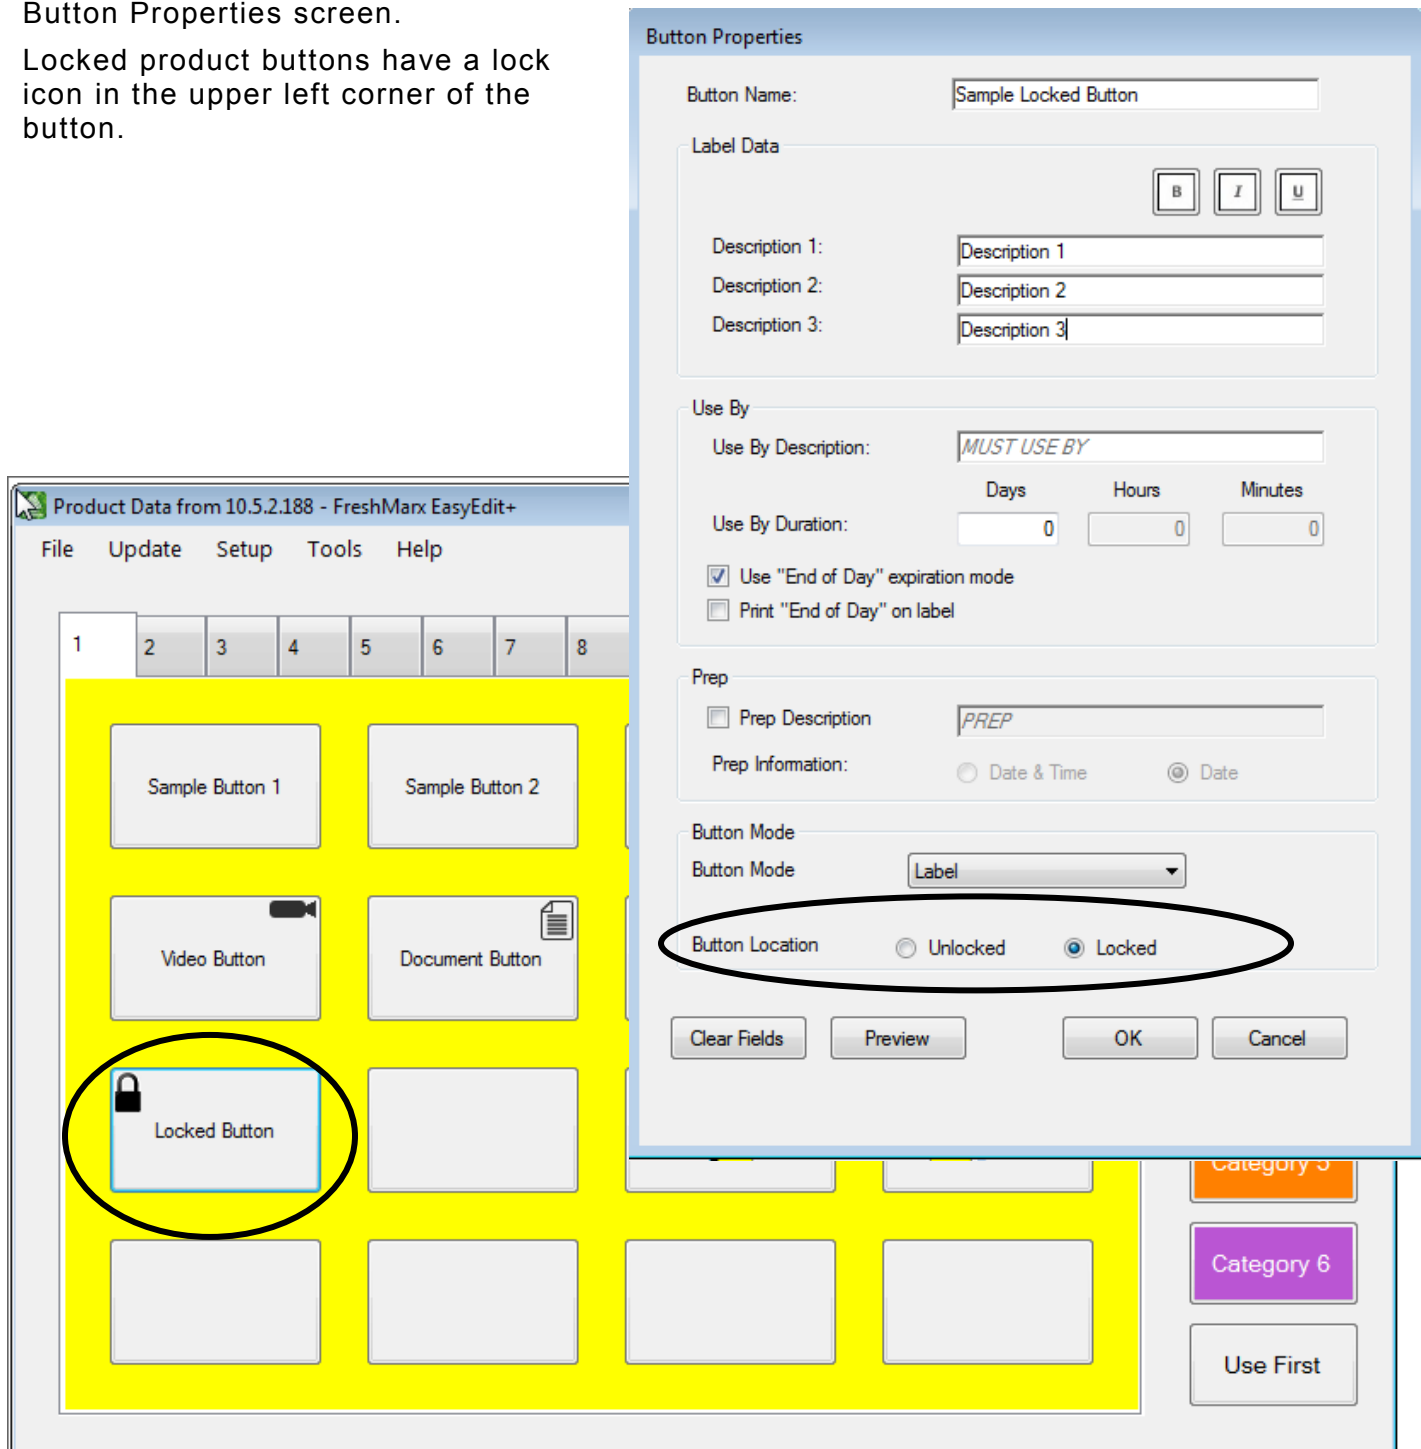 Button Properties screen.
Locked product buttons have a lock
icon in the upper left corner of the
button.
Button Properties
Button Name: Sample Locked Button
Label Data
B I U
Description 1: Description 1
Description 2: Description 2
Description 3: Description 3
Use By
Use By Description: MUST USE BY
Days Hours Minutes
Use By Duration: 0 0 0
Use "End of Day" expiration mode
Print "End of Day" on label
Prep
Prep Description PREP
Prep Information: Date & Time Date
Button Mode
Button Mode Label
Button Location Unlocked Locked
Clear Fields Preview OK Cancel
Product Data from 10.5.2.188 - FreshMarx EasyEdit+
File Update Setup Tools Help
1 2 3 4 5 6 7 8
Sample Button 1 Sample Button 2
Video Button Document Button
Locked Button
Category 5
Category 6
Use First